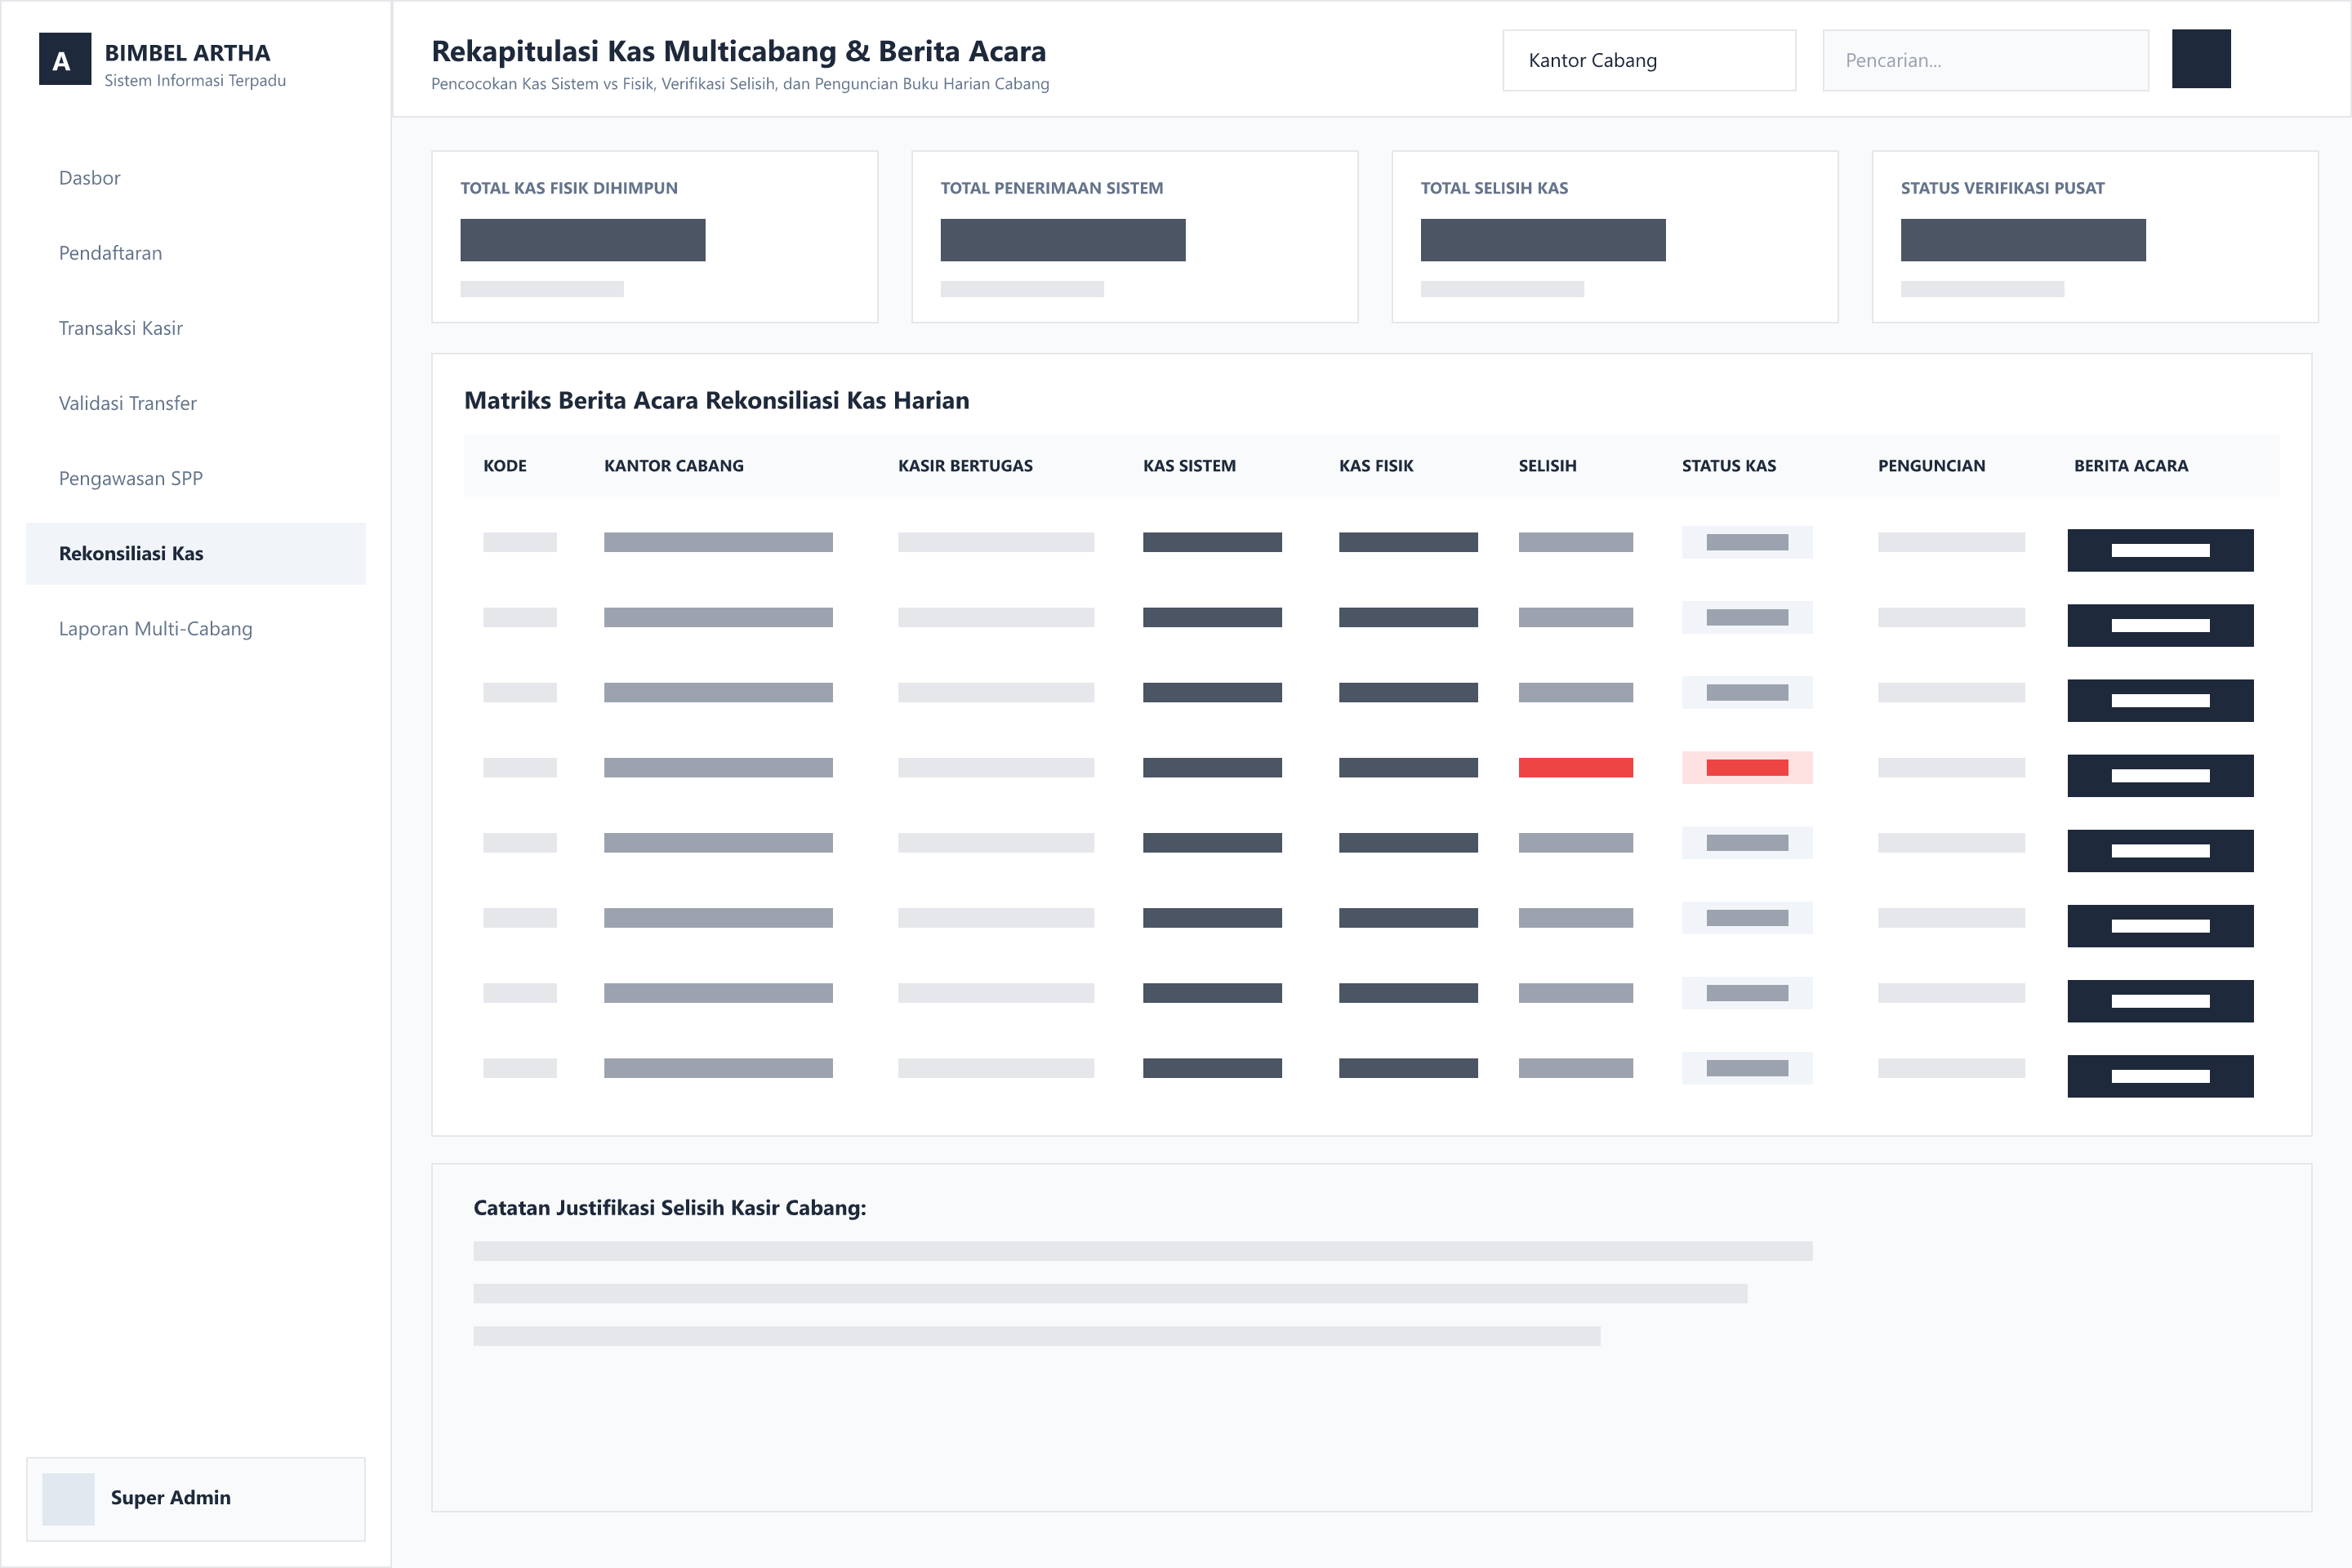 A
BIMBEL ARTHA
Sistem Informasi Terpadu
Dasbor
Pendaftaran
Transaksi Kasir
Validasi Transfer
Pengawasan SPP
Rekonsiliasi Kas
Laporan Multi-Cabang
Super Admin
Rekapitulasi Kas Multicabang & Berita Acara
Pencocokan Kas Sistem vs Fisik, Verifikasi Selisih, dan Penguncian Buku Harian Cabang
Kantor Cabang
Pencarian...
TOTAL KAS FISIK DIHIMPUN
TOTAL PENERIMAAN SISTEM
TOTAL SELISIH KAS
STATUS VERIFIKASI PUSAT
Matriks Berita Acara Rekonsiliasi Kas Harian
KODE KANTOR CABANG KASIR BERTUGAS KAS SISTEM KAS FISIK SELISIH STATUS KAS PENGUNCIAN BERITA ACARA
Catatan Justifikasi Selisih Kasir Cabang: